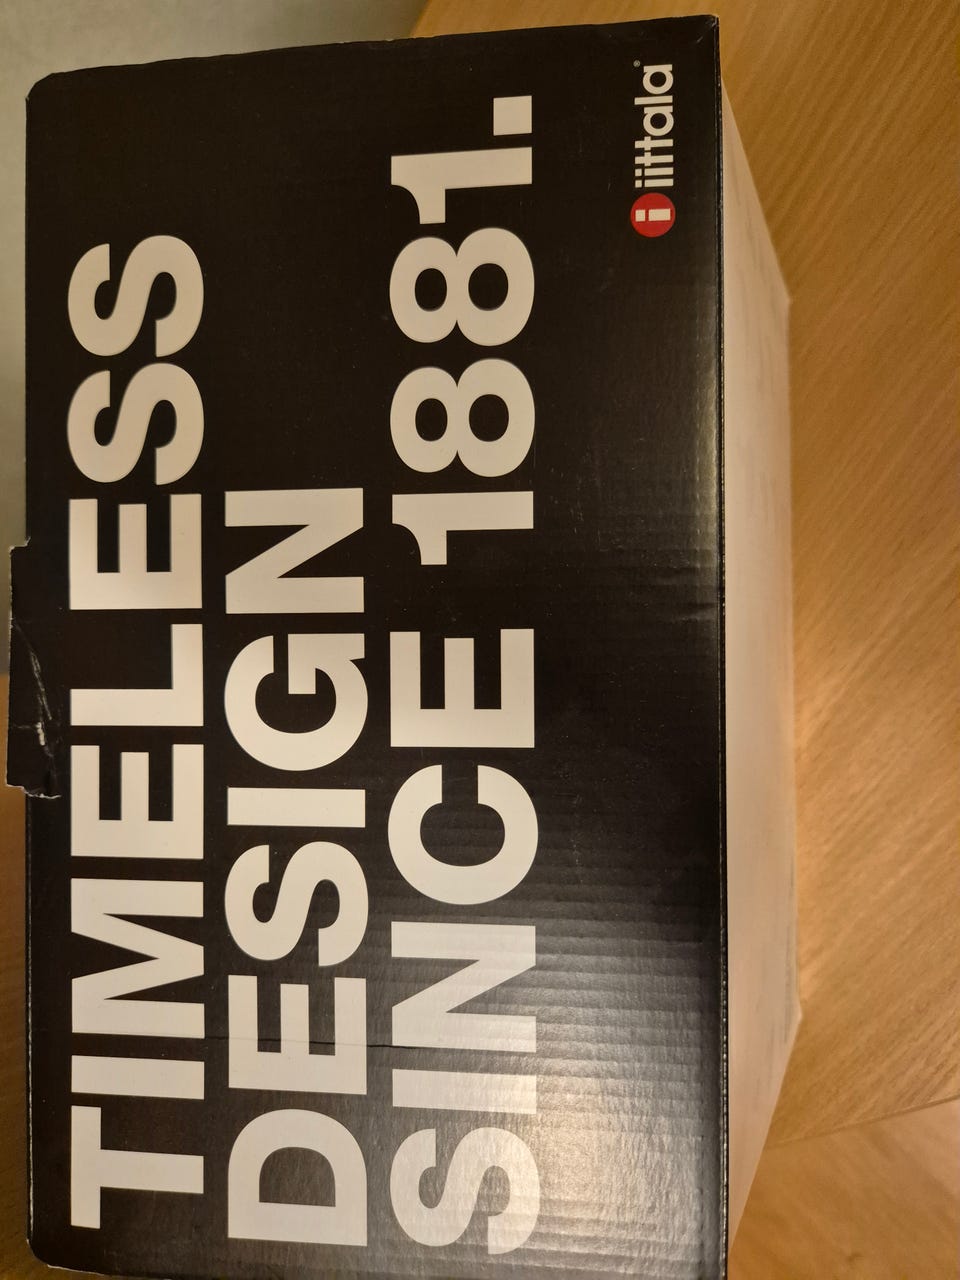 TIMELESS
DESIGN
SINCE 1881.
i iittala®